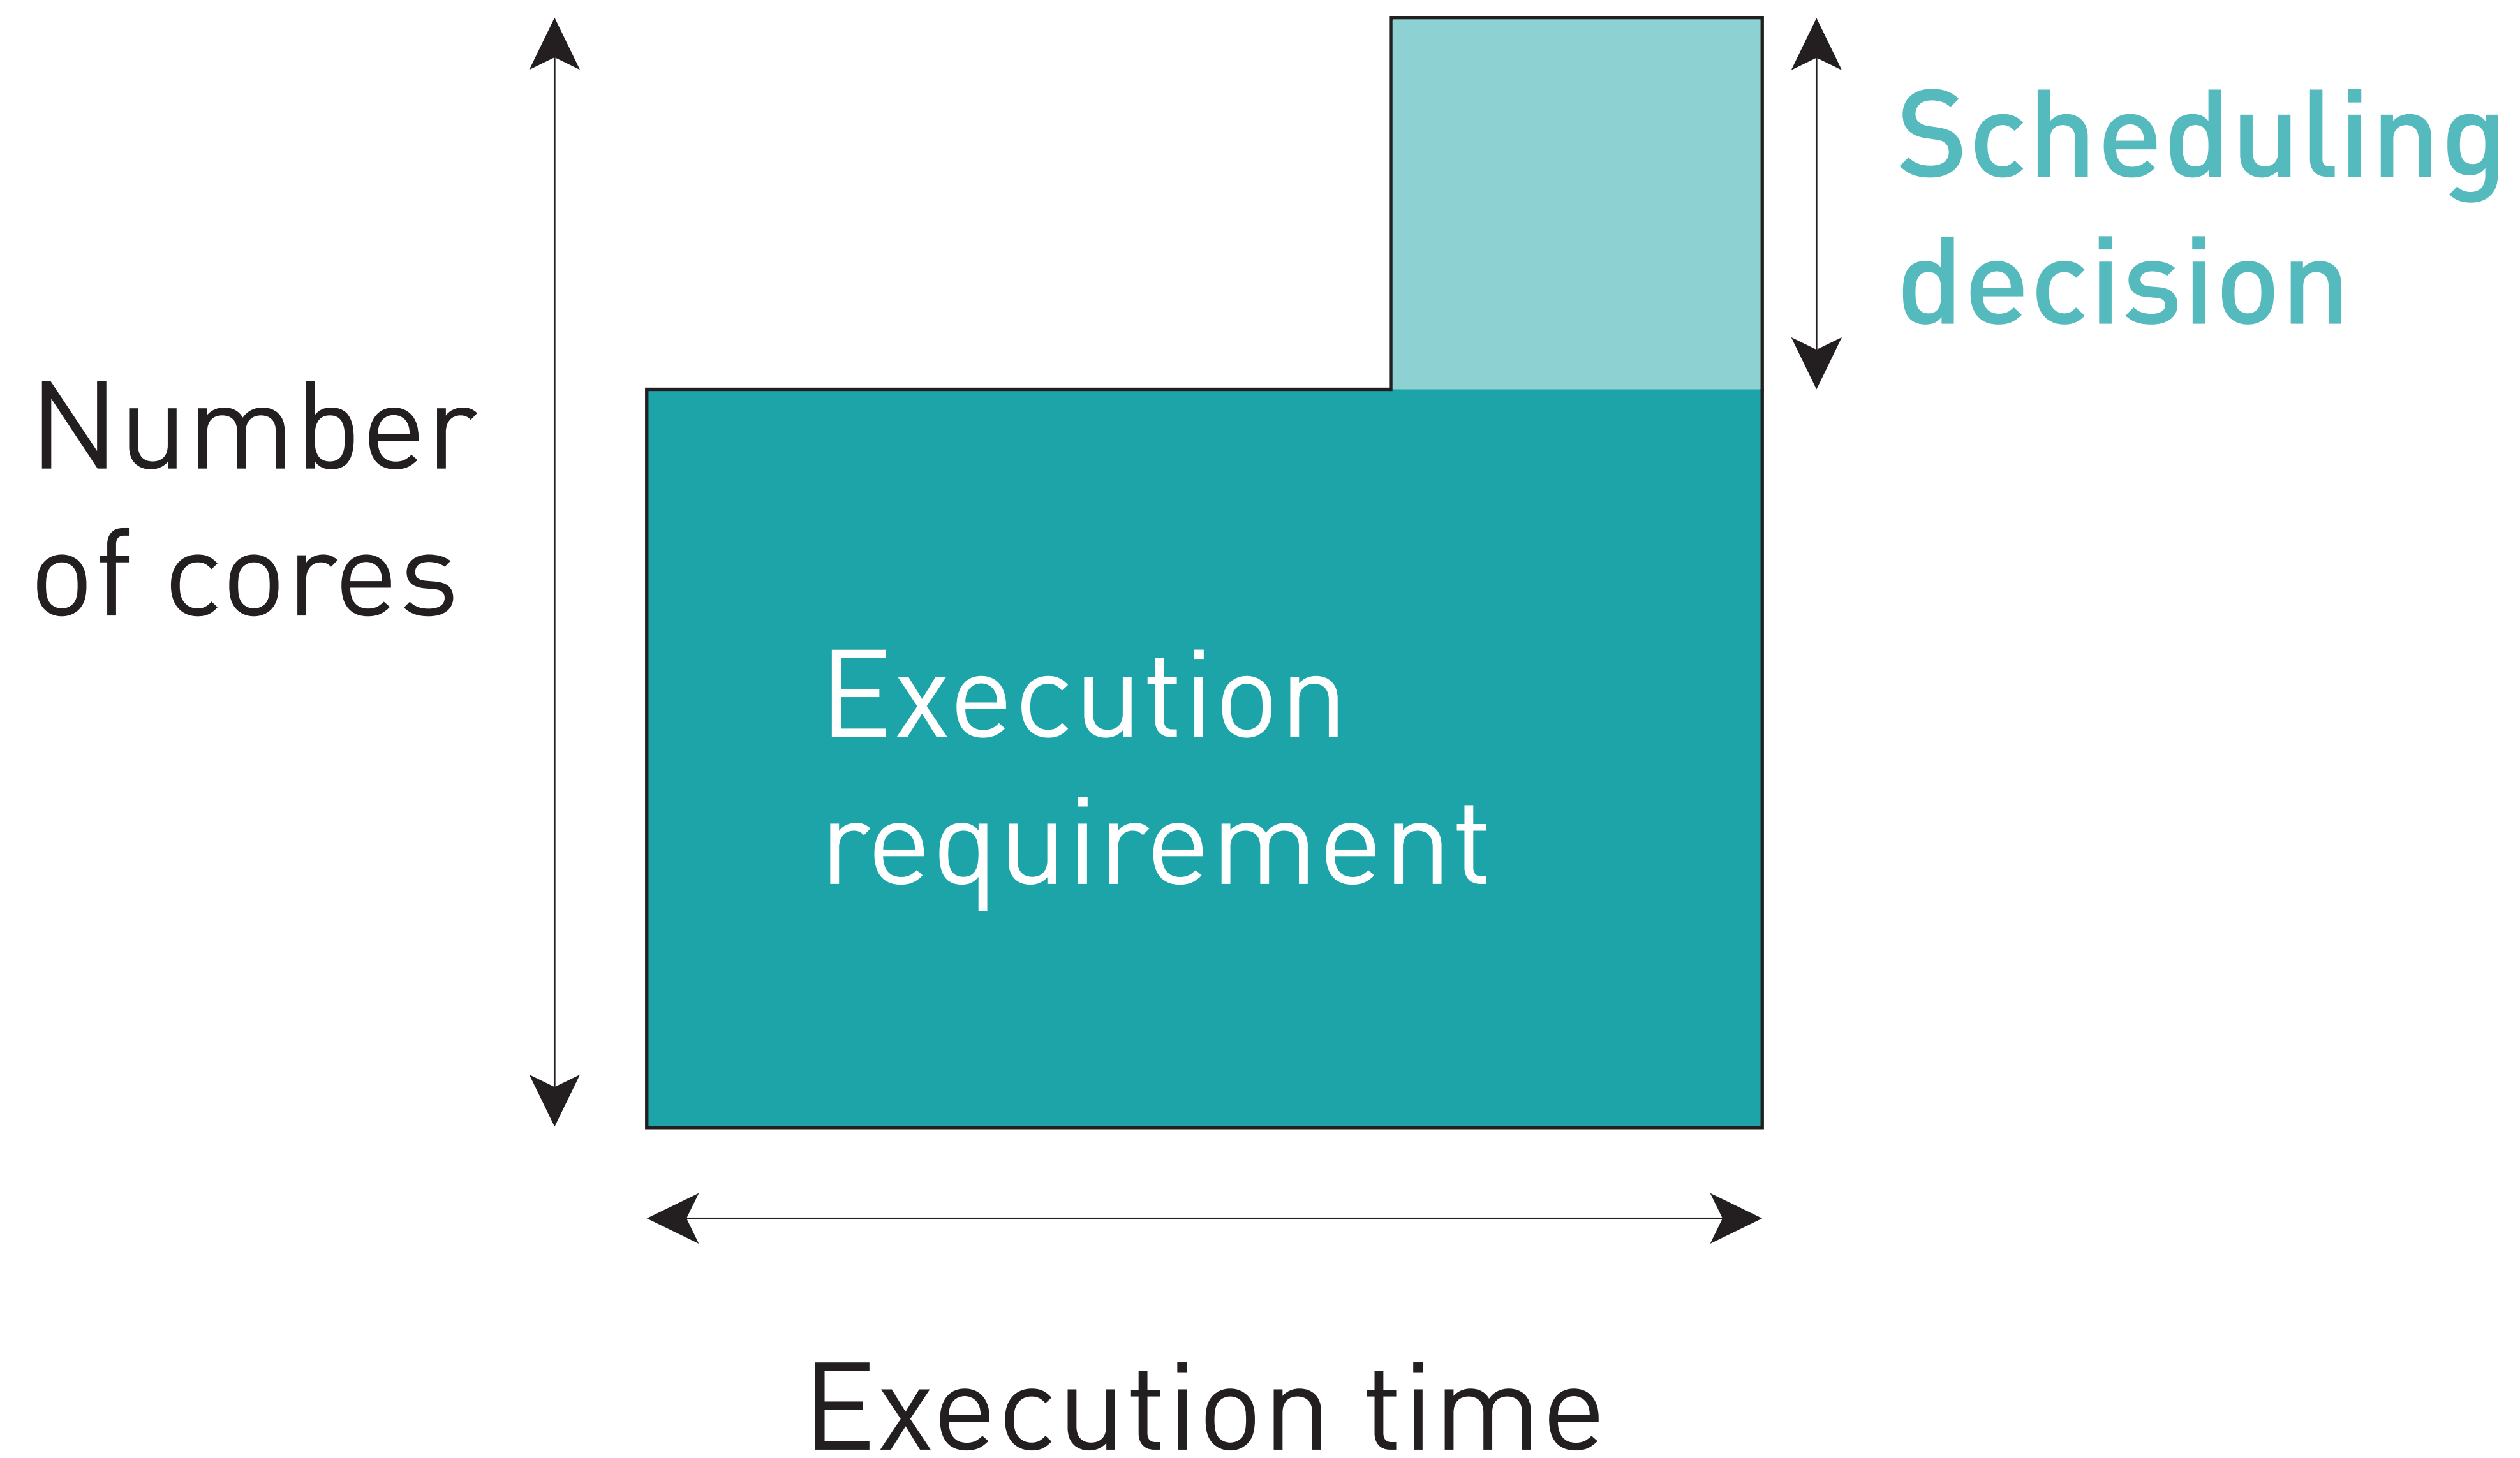 Scheduling
decision
Number
of cores
Execution
requirement
Execution time